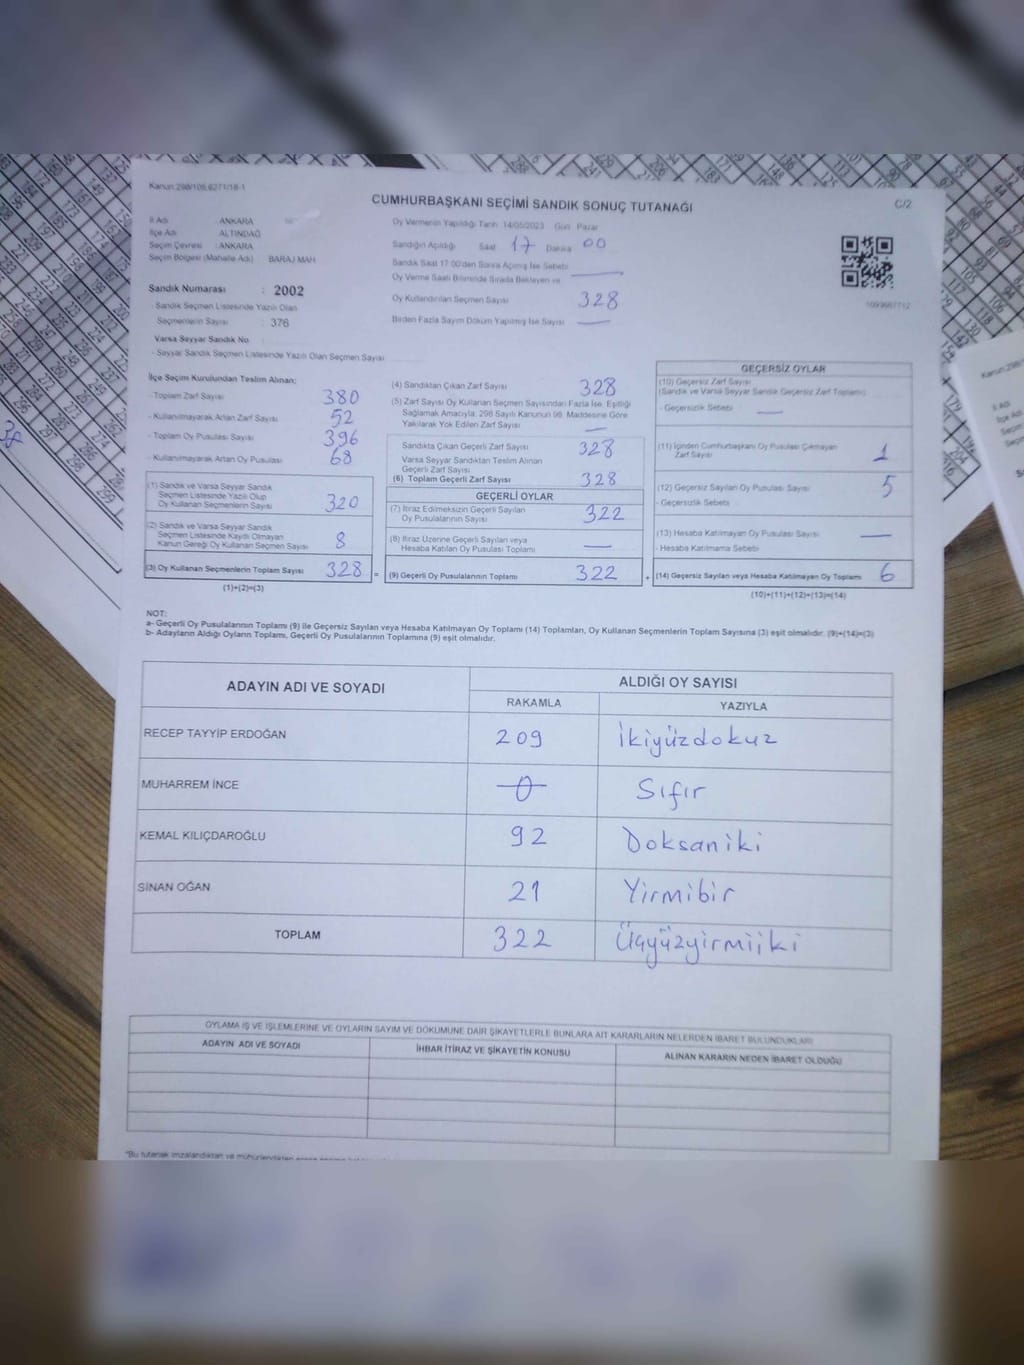 Kanun 298/105,6271/18-1
CUMHURBAŞKANI SEÇİMİ SANDIK SONUÇ TUTANAĞI
C/2
İl Adı : ANKARA
İlçe Adı : ALTINDAĞ
Seçim Çevresi : ANKARA
Seçim Bölgesi (Mahalle Adı) BARAJ MAH
Sandık Numarası : 2002
- Sandık Seçmen Listesinde Yazılı Olan
Seçmenlerin Sayısı : 376
Varsa Seyyar Sandık No
- Seyyar Sandık Seçmen Listesinde Yazılı Olan Seçmen Sayısı
Oy Vermenin Yapıldığı Tarih 14/05/2023 Gün Pazar
Sandığın Açıldığı Saat 17 Dakika 00
Sandık Saat 17.00'den Sonra Açılmış İse Sebebi
Oy Verme Saati Bitiminde Sırada Bekleyen ve
Oy Kullandırılan Seçmen Sayısı 328
Birden Fazla Sayım Döküm Yapılmış İse Sayısı —
İlçe Seçim Kurulundan Teslim Alınan;
- Toplam Zarf Sayısı 380
- Kullanılmayarak Artan Zarf Sayısı 52
- Toplam Oy Pusulası Sayısı 396
- Kullanılmayarak Artan Oy Pusulası 68
(1) Sandık ve Varsa Seyyar Sandık
Seçmen Listesinde Yazılı Olup
Oy Kullanan Seçmenlerin Sayısı 320
(2) Sandık ve Varsa Seyyar Sandık
Seçmen Listesinde Kayıtlı Olmayan
Kanun Gereği Oy Kullanan Seçmen Sayısı 8
(3) Oy Kullanan Seçmenlerin Toplam Sayısı 328 =
(1)+(2)=(3)
(4) Sandıktan Çıkan Zarf Sayısı 328
(5) Zarf Sayısı Oy Kullanan Seçmen Sayısından Fazla İse, Eşitliği
Sağlamak Amacıyla, 298 Sayılı Kanunun 98. Maddesine Göre
Yakılarak Yok Edilen Zarf Sayısı —
Sandıkta Çıkan Geçerli Zarf Sayısı 328
Varsa Seyyar Sandıktan Teslim Alınan
Geçerli Zarf Sayısı
(6) Toplam Geçerli Zarf Sayısı 328
GEÇERLİ OYLAR
(7) İtiraz Edilmeksizin Geçerli Sayılan
Oy Pusulalarının Sayısı 322
(8) İtiraz Üzerine Geçerli Sayılan veya
Hesaba Katılan Oy Pusulası Toplamı —
(9) Geçerli Oy Pusulalarının Toplamı 322 +
GEÇERSİZ OYLAR
(10) Geçersiz Zarf Sayısı
(Sandık ve Varsa Seyyar Sandık Geçersiz Zarf Toplamı)
- Geçersizlik Sebebi —
(11) İçinden Cumhurbaşkanı Oy Pusulası Çıkmayan
Zarf Sayısı 1
(12) Geçersiz Sayılan Oy Pusulası Sayısı 5
- Geçersizlik Sebebi
(13) Hesaba Katılmayan Oy Pusulası Sayısı —
- Hesaba Katılmama Sebebi
(14) Geçersiz Sayılan veya Hesaba Katılmayan Oy Toplamı 6
(10)+(11)+(12)+(13)=(14)
NOT:
a- Geçerli Oy Pusulalarının Toplamı (9) ile Geçersiz Sayılan veya Hesaba Katılmayan Oy Toplamı (14) Toplamları, Oy Kullanan Seçmenlerin Toplam Sayısına (3) eşit olmalıdır. (9)+(14)=(3)
b- Adayların Aldığı Oyların Toplamı, Geçerli Oy Pusulalarının Toplamına (9) eşit olmalıdır.
ADAYIN ADI VE SOYADI ALDIĞI OY SAYISI
RAKAMLA YAZIYLA
RECEP TAYYİP ERDOĞAN 209 İkiyüzdokuz
MUHARREM İNCE 0 Sıfır
KEMAL KILIÇDAROĞLU 92 Doksaniki
SİNAN OĞAN 21 Yirmibir
TOPLAM 322 Üçyüzyirmiiki
OYLAMA İŞ VE İŞLEMLERİNE VE OYLARIN SAYIM VE DÖKÜMÜNE DAİR ŞİKAYETLERLE BUNLARA AİT KARARLARIN NELERDEN İBARET BULUNDUKLARI
ADAYIN ADI VE SOYADI İHBAR İTİRAZ VE ŞİKAYETİN KONUSU ALINAN KARARIN NEDEN İBARET OLDUĞU
*Bu tutanak imzalandıktan ve mühürlendikten